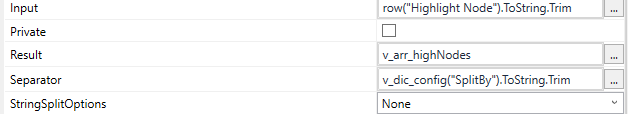 Input row("Highlight Node").ToString.Trim ...
Private
Result v_arr_highNodes ...
Separator v_dic_config("SplitBy").ToString.Trim ...
StringSplitOptions None